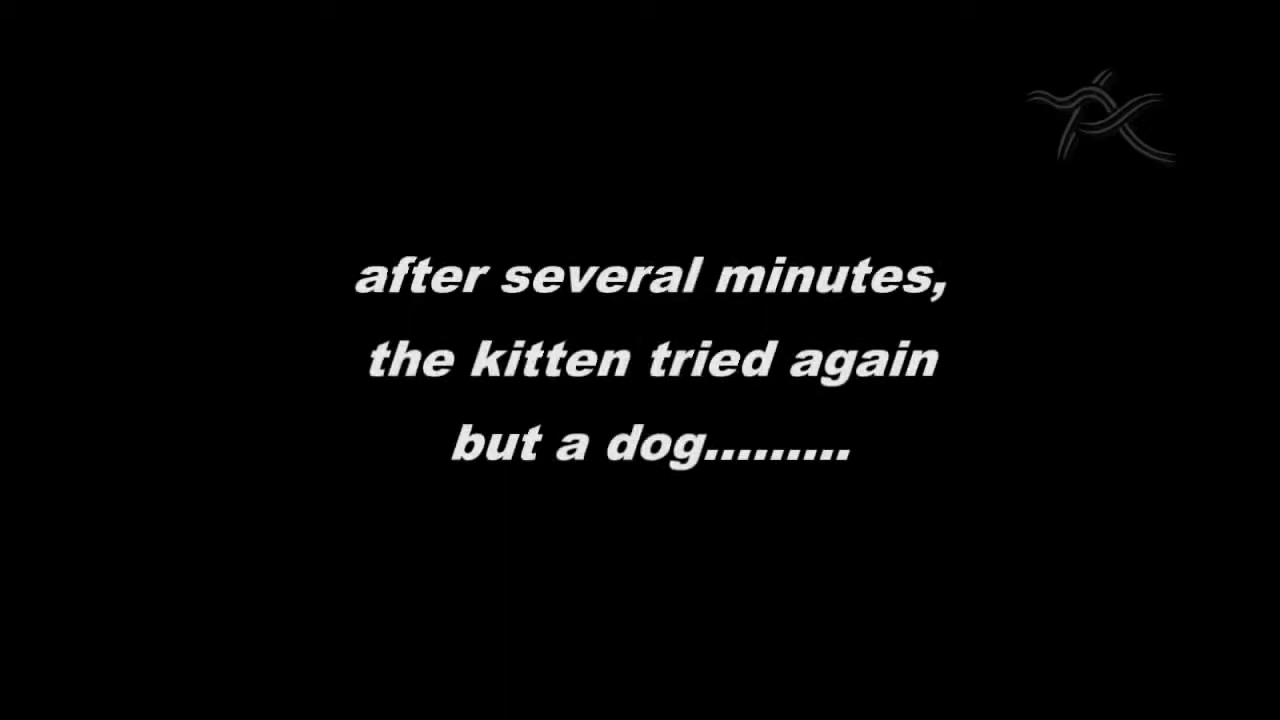 after several minutes,
the kitten tried again
but a dog.........